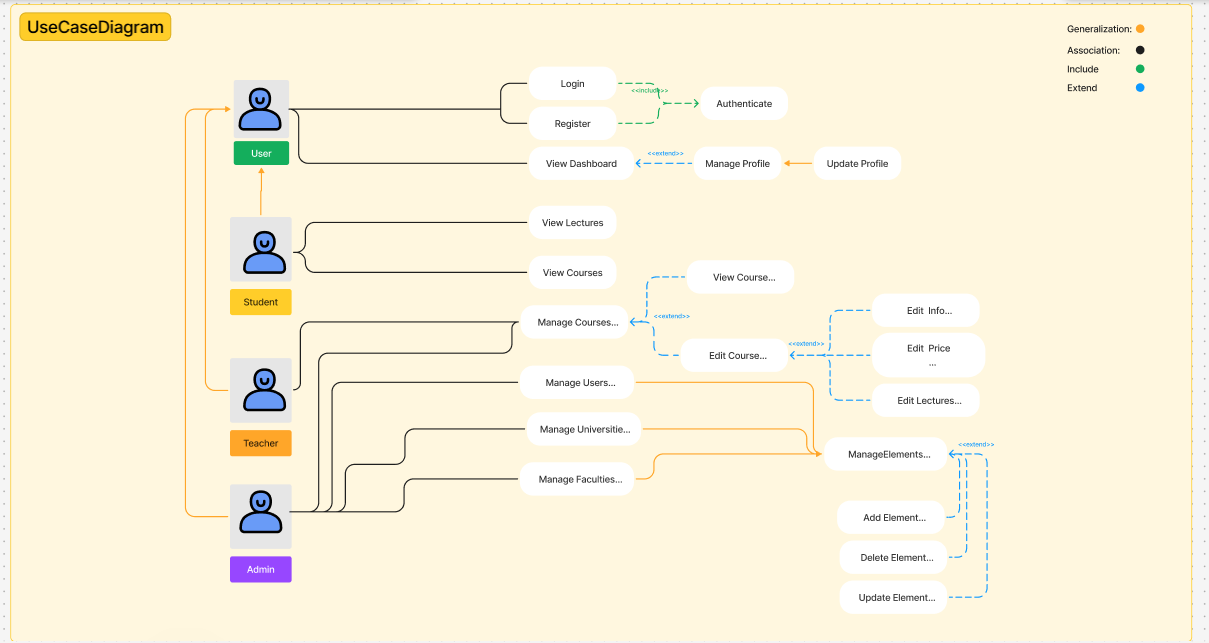 UseCaseDiagram
Generalization:
Association:
Include
Extend
Login
<<include>>
Authenticate
Register
User
View Dashboard
<<extend>>
Manage Profile
Update Profile
View Lectures
View Courses
Student
View Course...
Manage Courses...
<<extend>>
Edit Course...
<<extend>>
Edit Info...
Edit Price
...
Edit Lectures...
Manage Users...
Teacher
Manage Universitie...
ManageElements...
<<extend>>
Manage Faculties...
Add Element...
Delete Element...
Admin
Update Element...